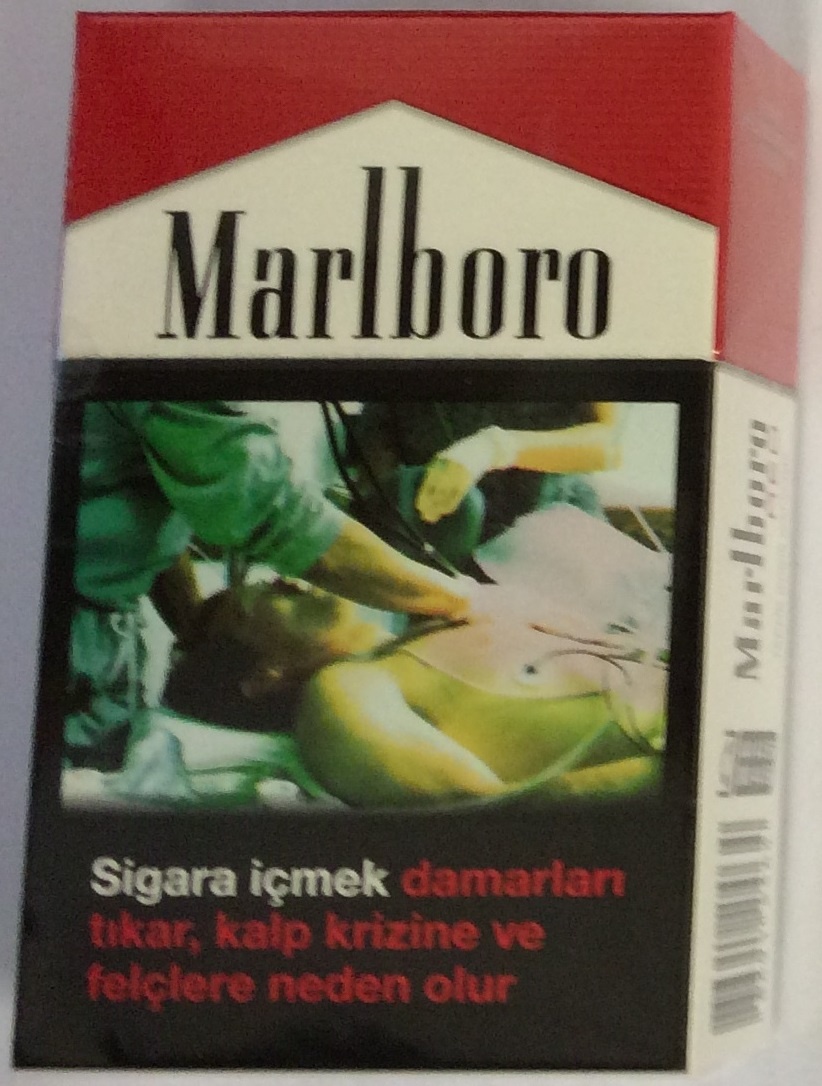 Marlboro
Sigara içmek damarları
tıkar, kalp krizine ve
felçlere neden olur
Marlboro